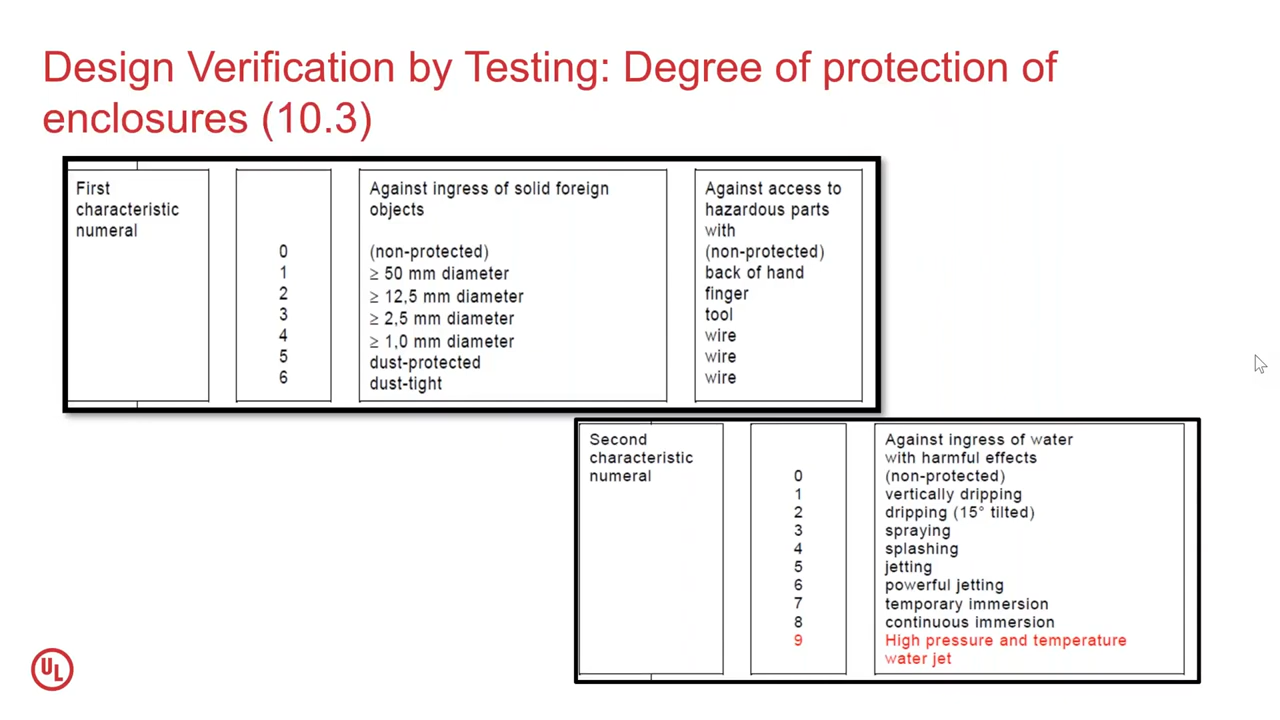 Design Verification by Testing: Degree of protection of
enclosures (10.3)
First
characteristic
numeral
0
1
2
3
4
5
6
Against ingress of solid foreign
objects
(non-protected)
≥ 50 mm diameter
≥ 12,5 mm diameter
≥ 2,5 mm diameter
≥ 1,0 mm diameter
dust-protected
dust-tight
Against access to
hazardous parts
with
(non-protected)
back of hand
finger
tool
wire
wire
wire
Second
characteristic
numeral
0
1
2
3
4
5
6
7
8
9
Against ingress of water
with harmful effects
(non-protected)
vertically dripping
dripping (15° tilted)
spraying
splashing
jetting
powerful jetting
temporary immersion
continuous immersion
High pressure and temperature
water jet
UL